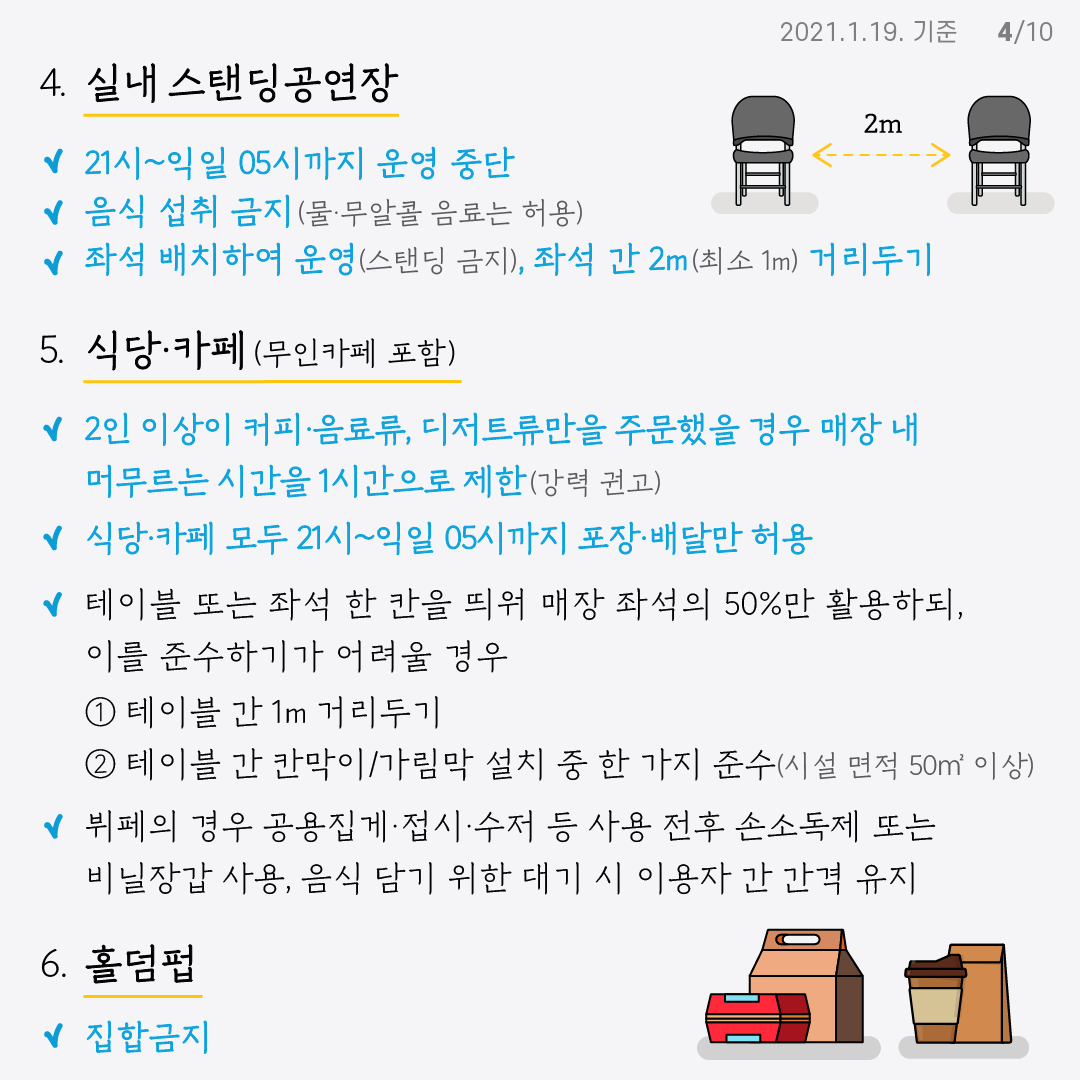 2021.1.19. 기준 4/10
4. 실내 스탠딩공연장
2m
✔ 21시~익일 05시까지 운영 중단
✔ 음식 섭취 금지(물·무알콜 음료는 허용)
✔ 좌석 배치하여 운영(스탠딩 금지), 좌석 간 2m(최소 1m) 거리두기
5. 식당·카페(무인카페 포함)
✔ 2인 이상이 커피·음료류, 디저트류만을 주문했을 경우 매장 내
머무르는 시간을 1시간으로 제한(강력 권고)
✔ 식당·카페 모두 21시~익일 05시까지 포장·배달만 허용
✔ 테이블 또는 좌석 한 칸을 띄워 매장 좌석의 50%만 활용하되,
이를 준수하기가 어려울 경우
① 테이블 간 1m 거리두기
② 테이블 간 칸막이/가림막 설치 중 한 가지 준수(시설 면적 50㎡ 이상)
✔ 뷔페의 경우 공용집게·접시·수저 등 사용 전후 손소독제 또는
비닐장갑 사용, 음식 담기 위한 대기 시 이용자 간 간격 유지
6. 홀덤펍
✔ 집합금지